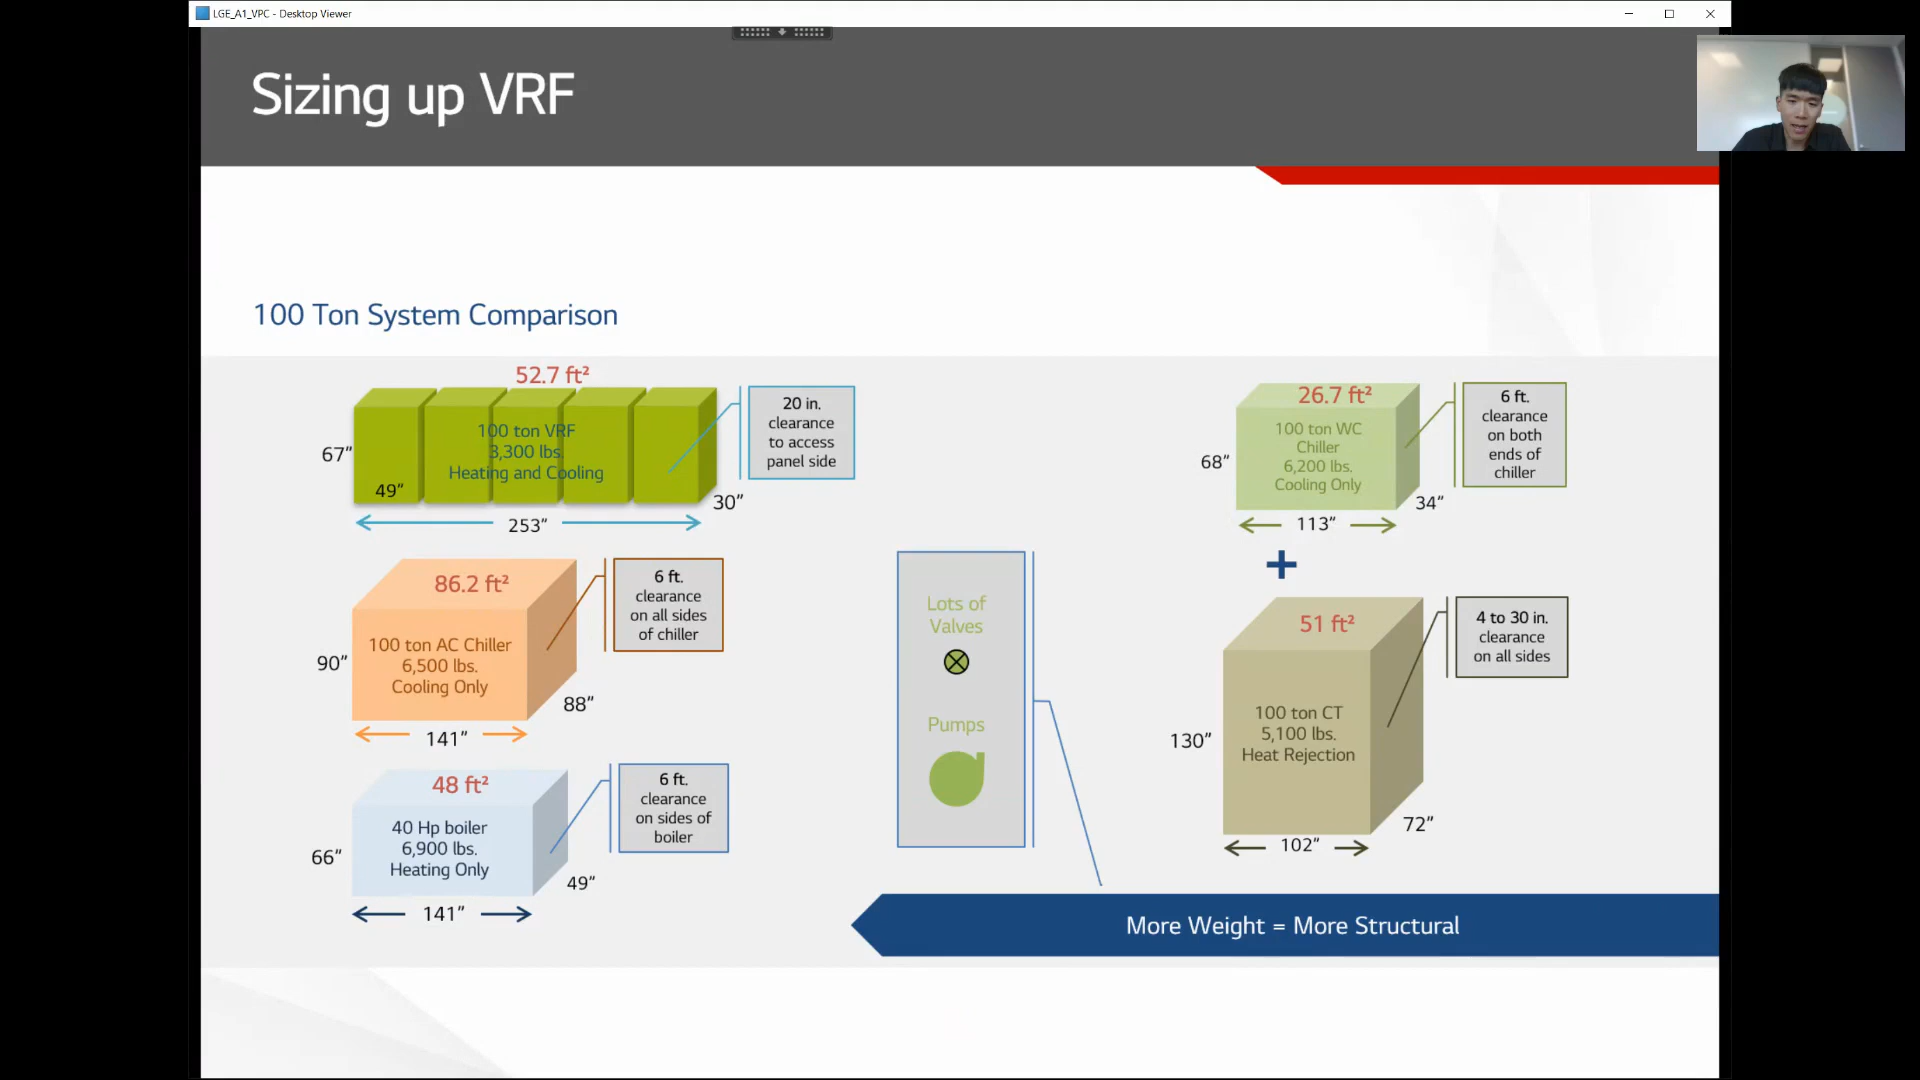 LGE_A1_VPC - Desktop Viewer
Sizing up VRF
100 Ton System Comparison
52.7 ft²
100 ton VRF
3,300 lbs.
Heating and Cooling
67”
49”
253”
30”
20 in.
clearance
to access
panel side
86.2 ft²
100 ton AC Chiller
6,500 lbs.
Cooling Only
90”
141”
88”
6 ft.
clearance
on all sides
of chiller
48 ft²
40 Hp boiler
6,900 lbs.
Heating Only
66”
141”
49”
6 ft.
clearance
on sides of
boiler
Lots of
Valves
Pumps
26.7 ft²
100 ton WC
Chiller
6,200 lbs.
Cooling Only
68”
113”
34”
6 ft.
clearance
on both
ends of
chiller
+
51 ft²
100 ton CT
5,100 lbs.
Heat Rejection
130”
102”
72”
4 to 30 in.
clearance
on all sides
More Weight = More Structural